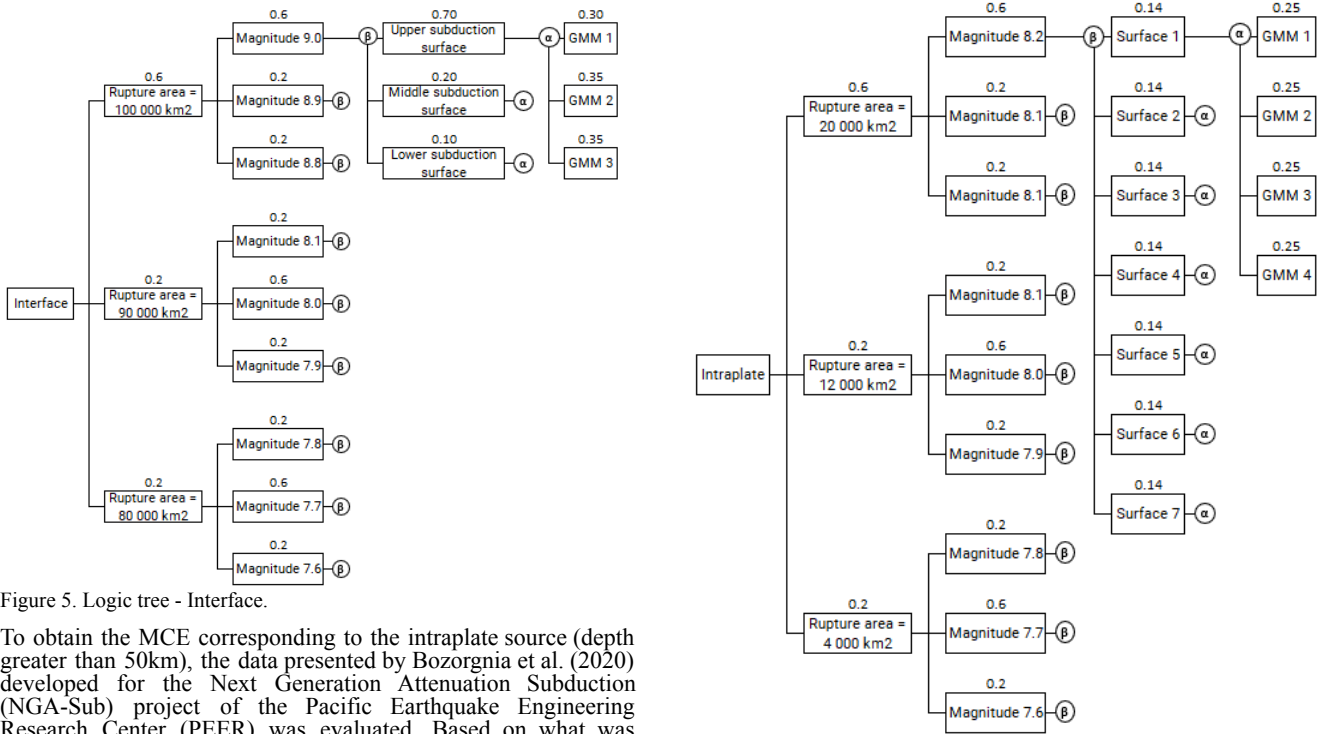 0.6
Magnitude 9.0
β
0.70
Upper subduction
surface
α
0.30
GMM 1
0.6
Rupture area =
100 000 km2
0.2
Magnitude 8.9
β
0.20
Middle subduction
surface
α
0.35
GMM 2
0.2
Magnitude 8.8
β
0.10
Lower subduction
surface
α
0.35
GMM 3
0.2
Magnitude 8.1
β
Interface
0.2
Rupture area =
90 000 km2
0.6
Magnitude 8.0
β
0.2
Magnitude 7.9
β
0.2
Magnitude 7.8
β
0.2
Rupture area =
80 000 km2
0.6
Magnitude 7.7
β
0.2
Magnitude 7.6
β
Figure 5. Logic tree - Interface.
To obtain the MCE corresponding to the intraplate source (depth
greater than 50km), the data presented by Bozorgnia et al. (2020)
developed for the Next Generation Attenuation Subduction
(NGA-Sub) project of the Pacific Earthquake Engineering
Research Center (PEER) was evaluated. Based on what was
0.6
Magnitude 8.2
β
0.14
Surface 1
α
0.25
GMM 1
0.6
Rupture area =
20 000 km2
0.2
Magnitude 8.1
β
0.14
Surface 2
α
0.25
GMM 2
0.2
Magnitude 8.1
β
0.14
Surface 3
α
0.25
GMM 3
0.2
Magnitude 8.1
β
0.14
Surface 4
α
0.25
GMM 4
Intraplate
0.2
Rupture area =
12 000 km2
0.6
Magnitude 8.0
β
0.14
Surface 5
α
0.2
Magnitude 7.9
β
0.14
Surface 6
α
0.14
Surface 7
α
0.2
Magnitude 7.8
β
0.2
Rupture area =
4 000 km2
0.6
Magnitude 7.7
β
0.2
Magnitude 7.6
β